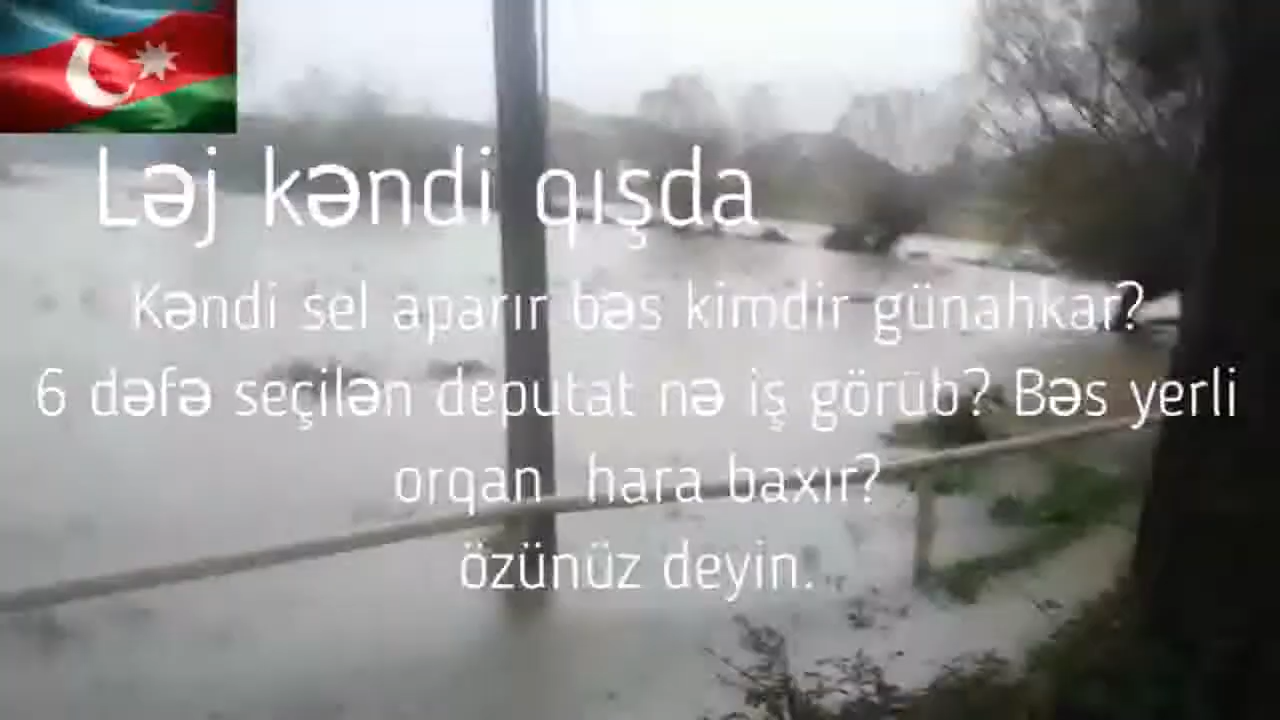 Ləj kəndi qışda
Kəndi sel aparır bəs kimdir günahkar?
6 dəfə seçilən deputat nə iş görüb? Bəs yerli
orqan hara baxır?
özünüz deyin.